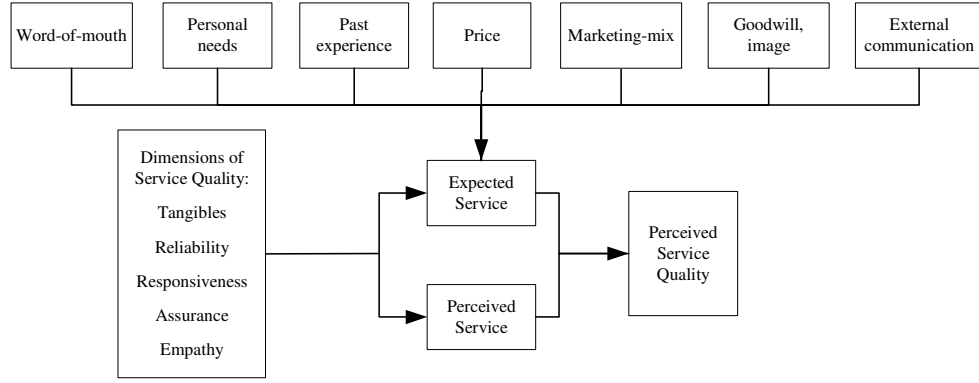 Word-of-mouth
Personal
needs
Past
experience
Price
Marketing-mix
Goodwill,
image
External
communication
Dimensions of
Service Quality:
Tangibles
Reliability
Responsiveness
Assurance
Empathy
Expected
Service
Perceived
Service
Perceived
Service
Quality